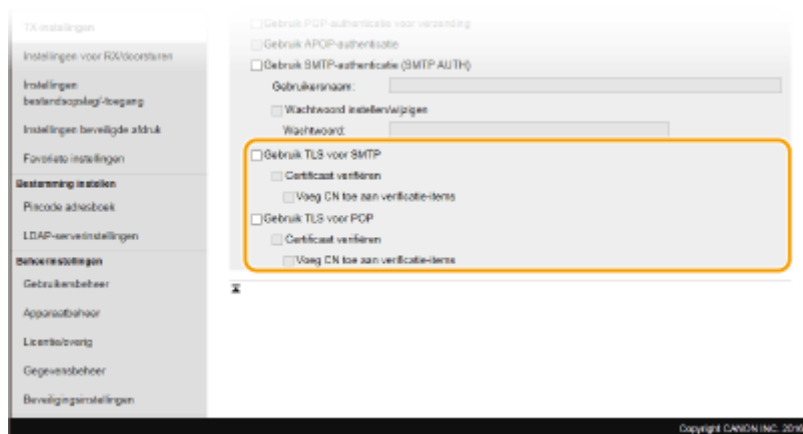 TX-instellingen
Instellingen voor RX/doorsturen
Instellingen
bestandsopslag/-toegang
Instellingen beveiligde afdruk
Favoriete instellingen
Bestemming instellen
Pincode adresboek
LDAP-serverinstellingen
Beheerinstellingen
Gebruikersbeheer
Apparaatbeheer
Licentie/overig
Gegevensbeheer
Beveiligingsinstellingen
Gebruik POP-authenticatie voor verzending
Gebruik APOP-authenticatie
Gebruik SMTP-authenticatie (SMTP AUTH)
Gebruikersnaam:
Wachtwoord instellen/wijzigen
Wachtwoord:
Gebruik TLS voor SMTP
Certificaat verifiëren
Voeg CN toe aan verificatie-items
Gebruik TLS voor POP
Certificaat verifiëren
Voeg CN toe aan verificatie-items
Copyright CANON INC. 2016